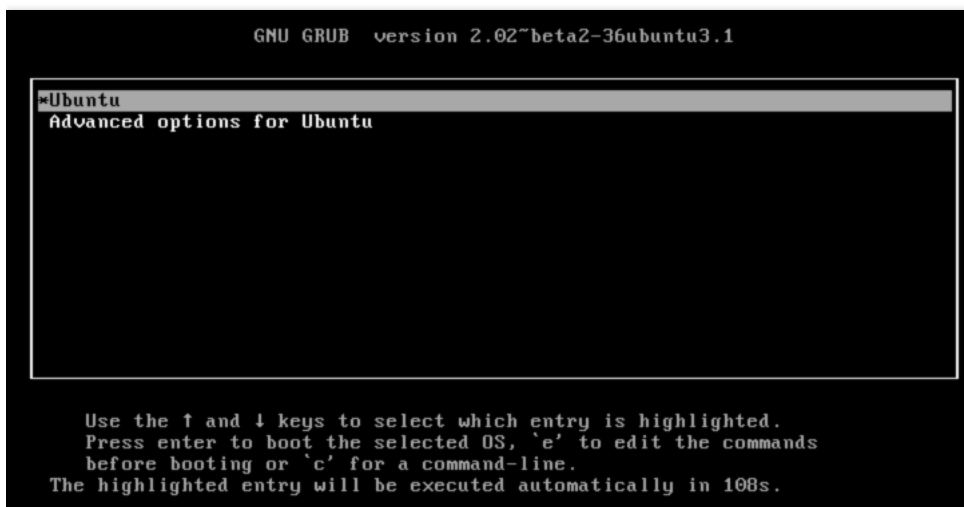 GNU GRUB  version 2.02~beta2-36ubuntu3.1
*Ubuntu
Advanced options for Ubuntu
Use the ↑ and ↓ keys to select which entry is highlighted.
Press enter to boot the selected OS, `e' to edit the commands
before booting or `c' for a command-line.
The highlighted entry will be executed automatically in 108s.